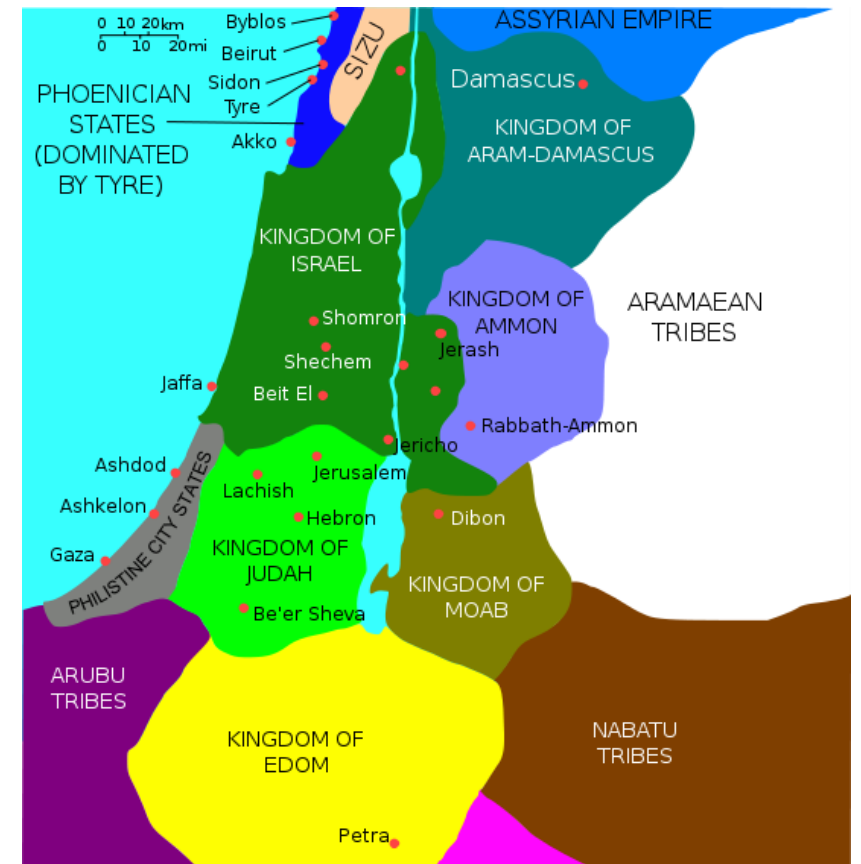 0 10 20km
0 10 20mi
Byblos
Beirut
Sidon
Tyre
Akko
PHOENICIAN
STATES
(DOMINATED
BY TYRE)
SIZU
ASSYRIAN EMPIRE
Damascus
KINGDOM OF
ARAM-DAMASCUS
KINGDOM OF
ISRAEL
KINGDOM OF
AMMON
ARAMAEAN
TRIBES
Shomron
Shechem
Jerash
Jaffa
Beit El
Rabbath-Ammon
Jericho
Ashdod
Jerusalem
Lachish
Ashkelon
Hebron
Dibon
Gaza
PHILISTINE CITY STATES
KINGDOM OF
JUDAH
KINGDOM OF
MOAB
Be'er Sheva
ARUBU
TRIBES
KINGDOM OF
EDOM
NABATU
TRIBES
Petra